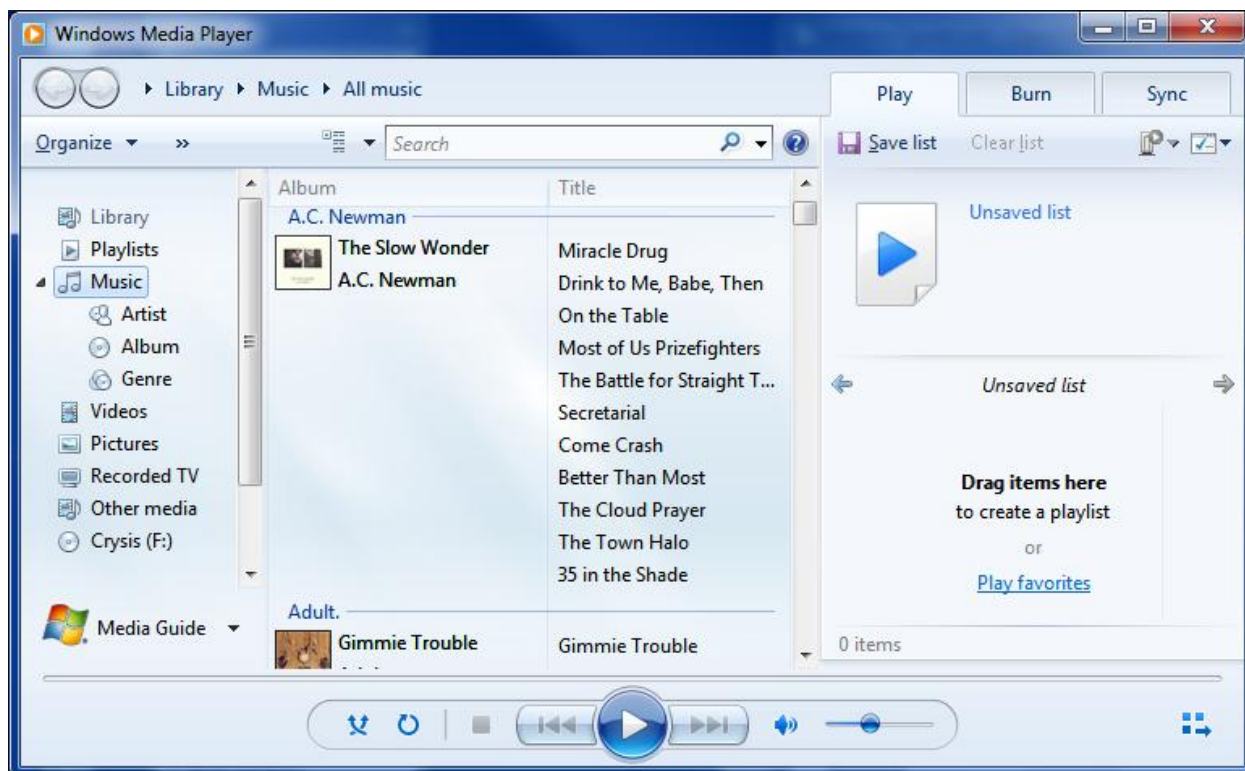 Windows Media Player
Library Music All music
Play Burn Sync
Organize » Search
Save list Clear list
Library
Playlists
Music
Artist
Album
Genre
Videos
Pictures
Recorded TV
Other media
Crysis (F:)
Media Guide
Album Title
A.C. Newman
The Slow Wonder
A.C. Newman
Miracle Drug
Drink to Me, Babe, Then
On the Table
Most of Us Prizefighters
The Battle for Straight T...
Secretarial
Come Crash
Better Than Most
The Cloud Prayer
The Town Halo
35 in the Shade
Adult.
Gimmie Trouble Gimmie Trouble
Unsaved list
Unsaved list
Drag items here
to create a playlist
or
Play favorites
0 items